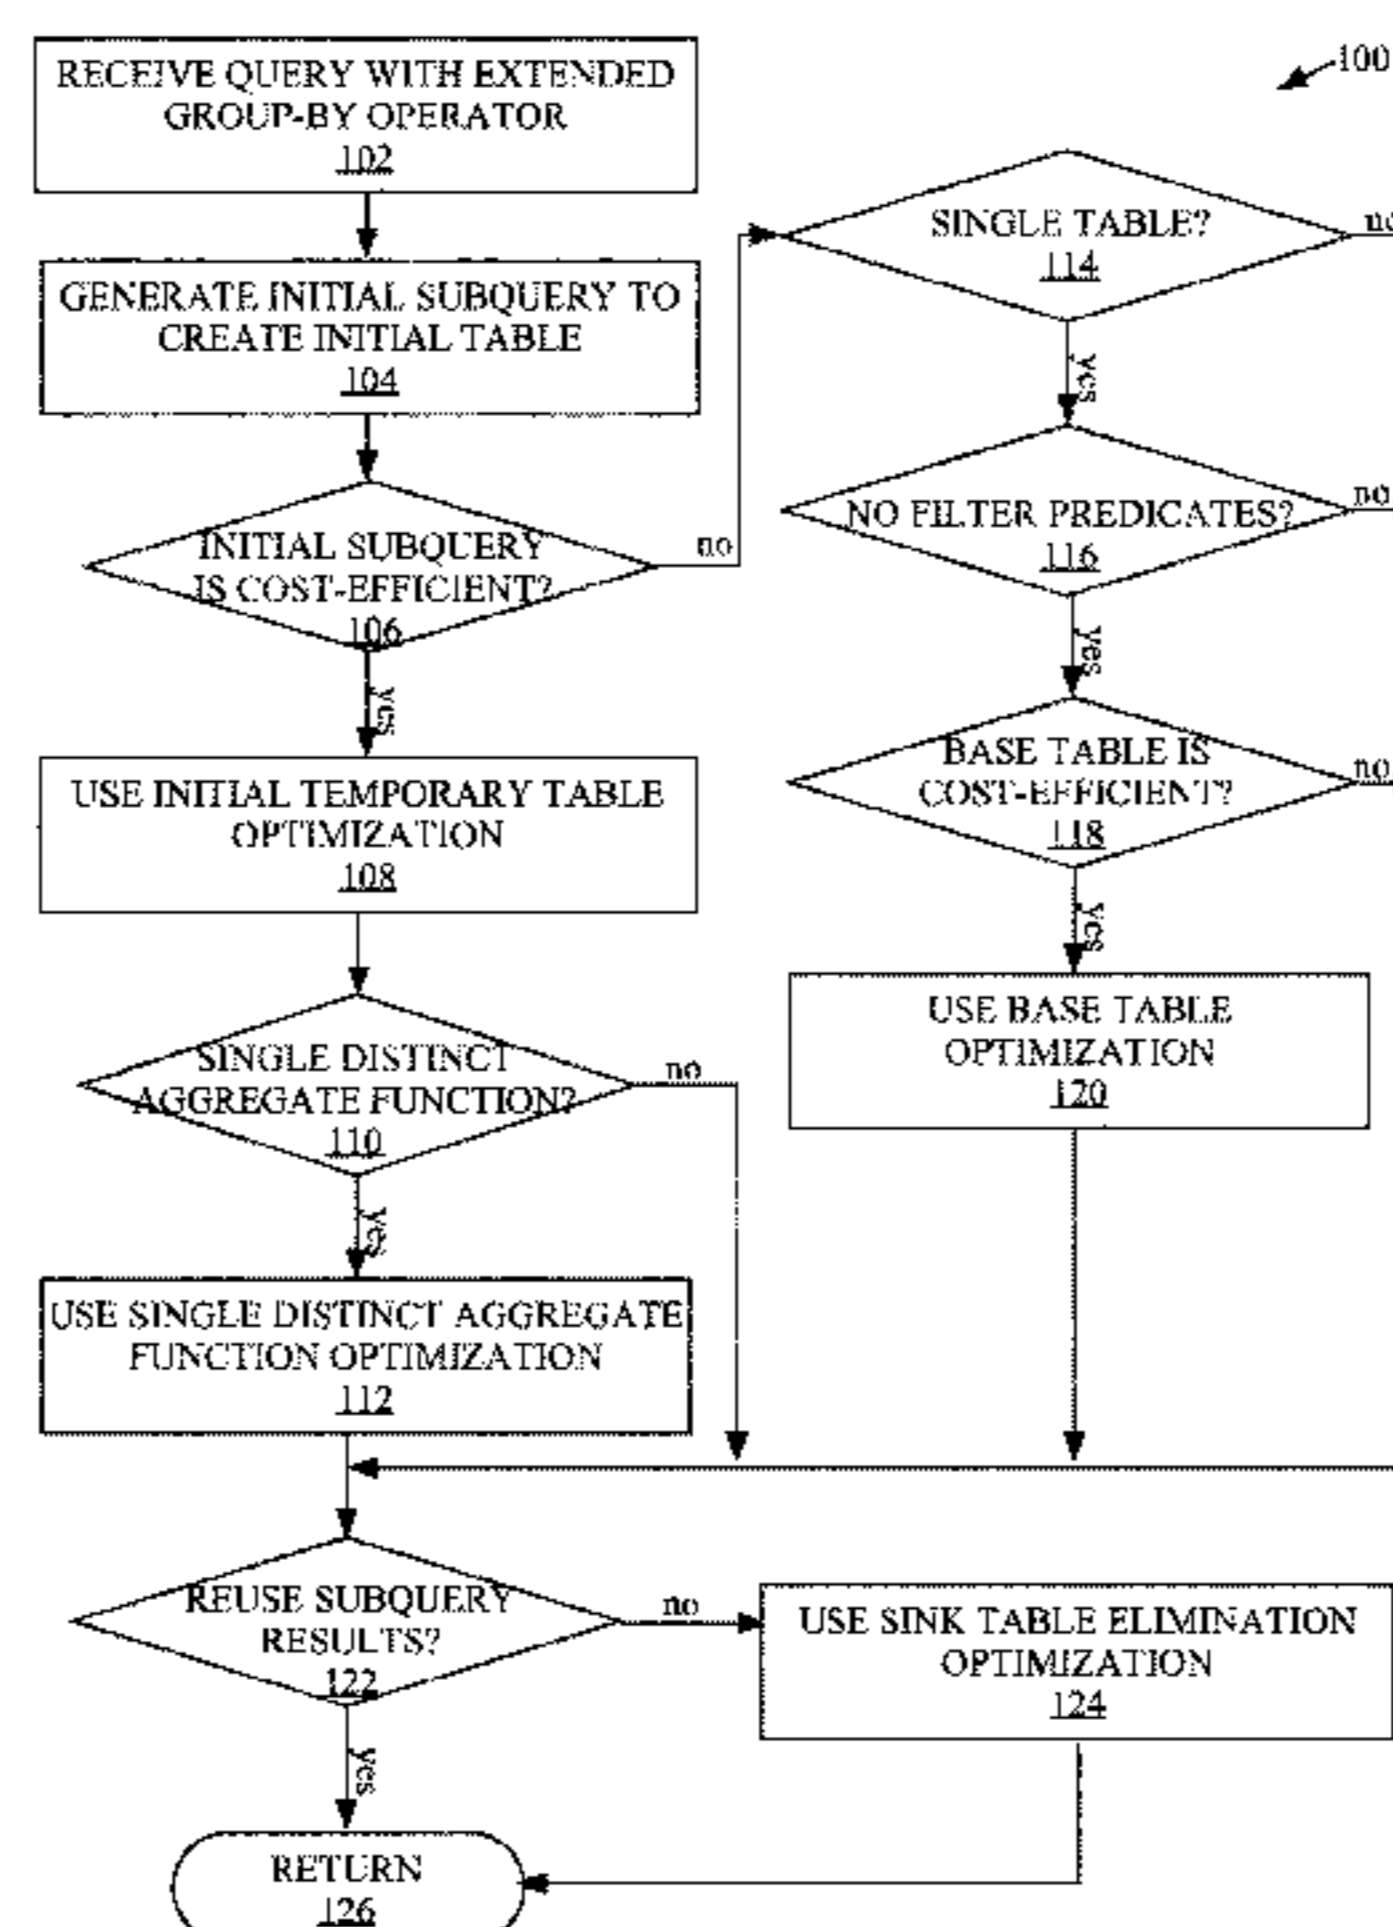 RECEIVE QUERY WITH EXTENDED
GROUP-BY OPERATOR
102
GENERATE INITIAL SUBQUERY TO
CREATE INITIAL TABLE
104
INITIAL SUBQUERY
IS COST-EFFICIENT?
106
no
yes
USE INITIAL TEMPORARY TABLE
OPTIMIZATION
108
SINGLE DISTINCT
AGGREGATE FUNCTION?
110
no
yes
USE SINGLE DISTINCT AGGREGATE
FUNCTION OPTIMIZATION
112
100
SINGLE TABLE?
114
no
yes
NO FILTER PREDICATES?
116
no
yes
BASE TABLE IS
COST-EFFICIENT?
118
no
yes
USE BASE TABLE
OPTIMIZATION
120
REUSE SUBQUERY
RESULTS?
122
no
yes
USE SINK TABLE ELIMINATION
OPTIMIZATION
124
RETURN
126